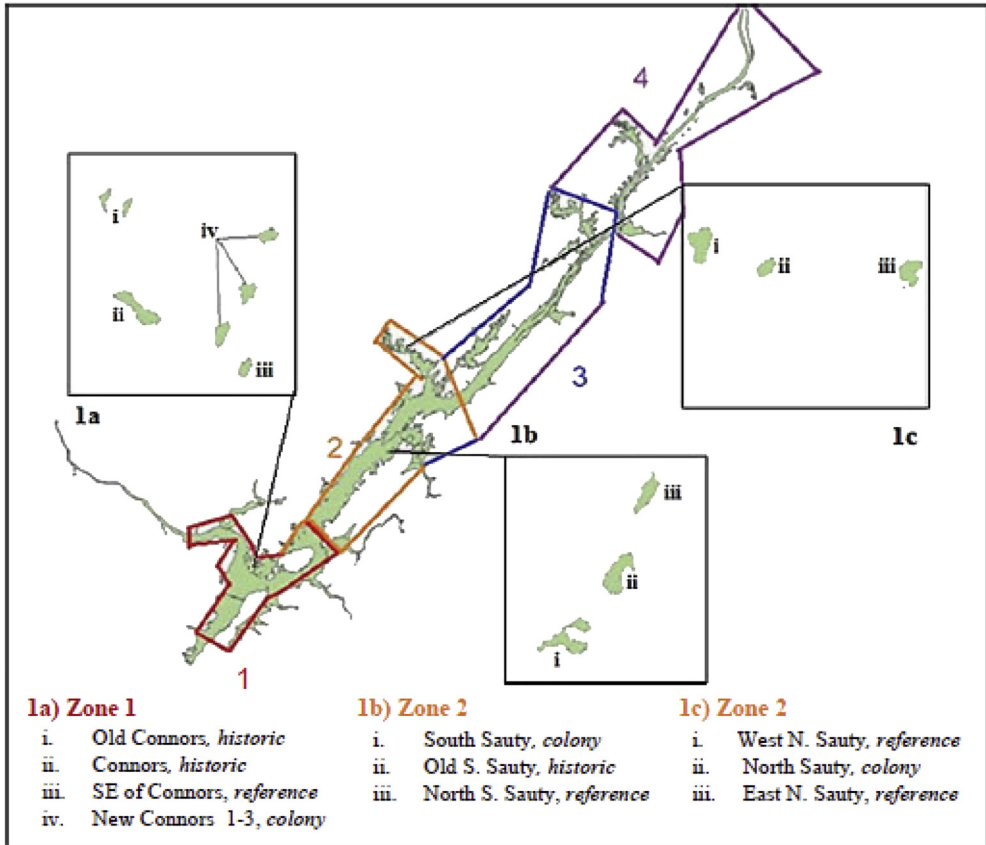 4
i
iv
ii
iii
1a
i
ii
iii
1c
3
2
1b
iii
ii
i
1
1a) Zone 1
i. Old Connors, historic
ii. Connors, historic
iii. SE of Connors, reference
iv. New Connors 1-3, colony
1b) Zone 2
i. South Sauty, colony
ii. Old S. Sauty, historic
iii. North S. Sauty, reference
1c) Zone 2
i. West N. Sauty, reference
ii. North Sauty, colony
iii. East N. Sauty, reference